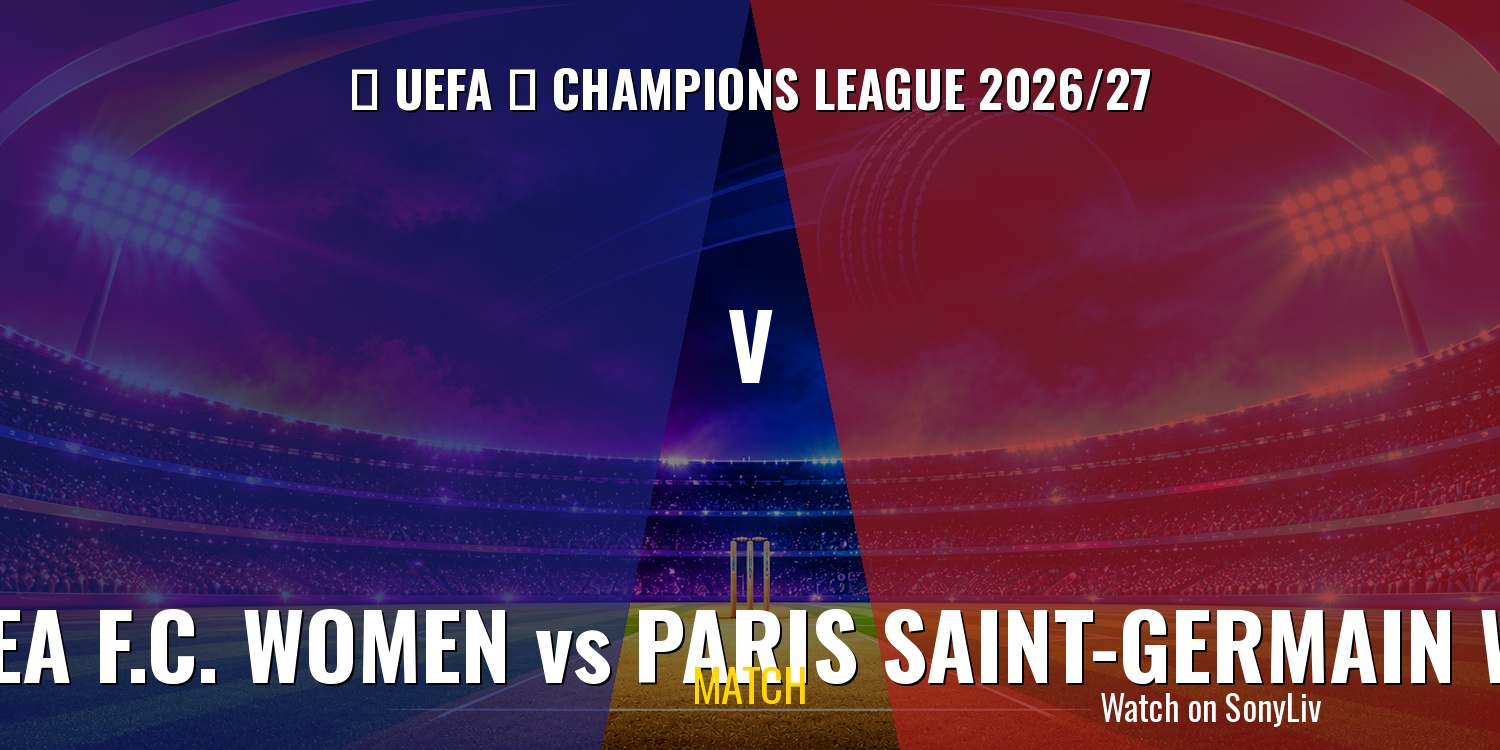 UEFA CHAMPIONS LEAGUE 2026/27
V
EA F.C. WOMEN vs PARIS SAINT-GERMAIN
MATCH
Watch on SonyLiv